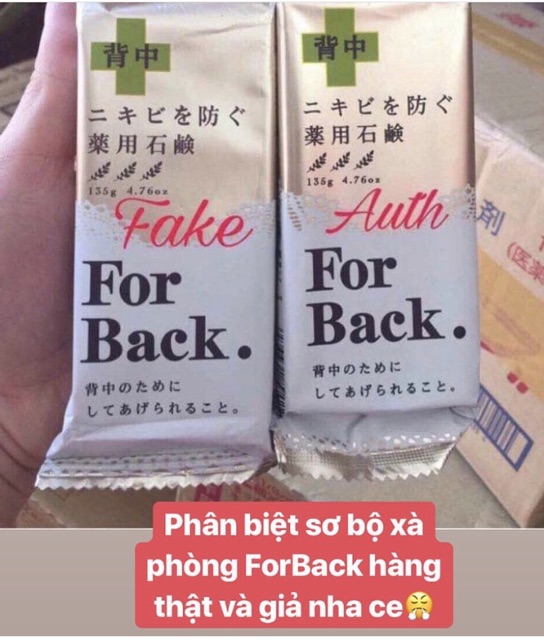 背中
ニキビを防ぐ
薬用石鹸
135g 4.76oz
Fake
For
Back.
背中のために
してあげられること。
背中
ニキビを防ぐ
薬用石鹸
135g 4.76oz
Auth
For
Back.
背中のために
してあげられること。
剤
(医薬
Phân biệt sơ bộ xà
phòng ForBack hàng
thật và giả nha ce😤